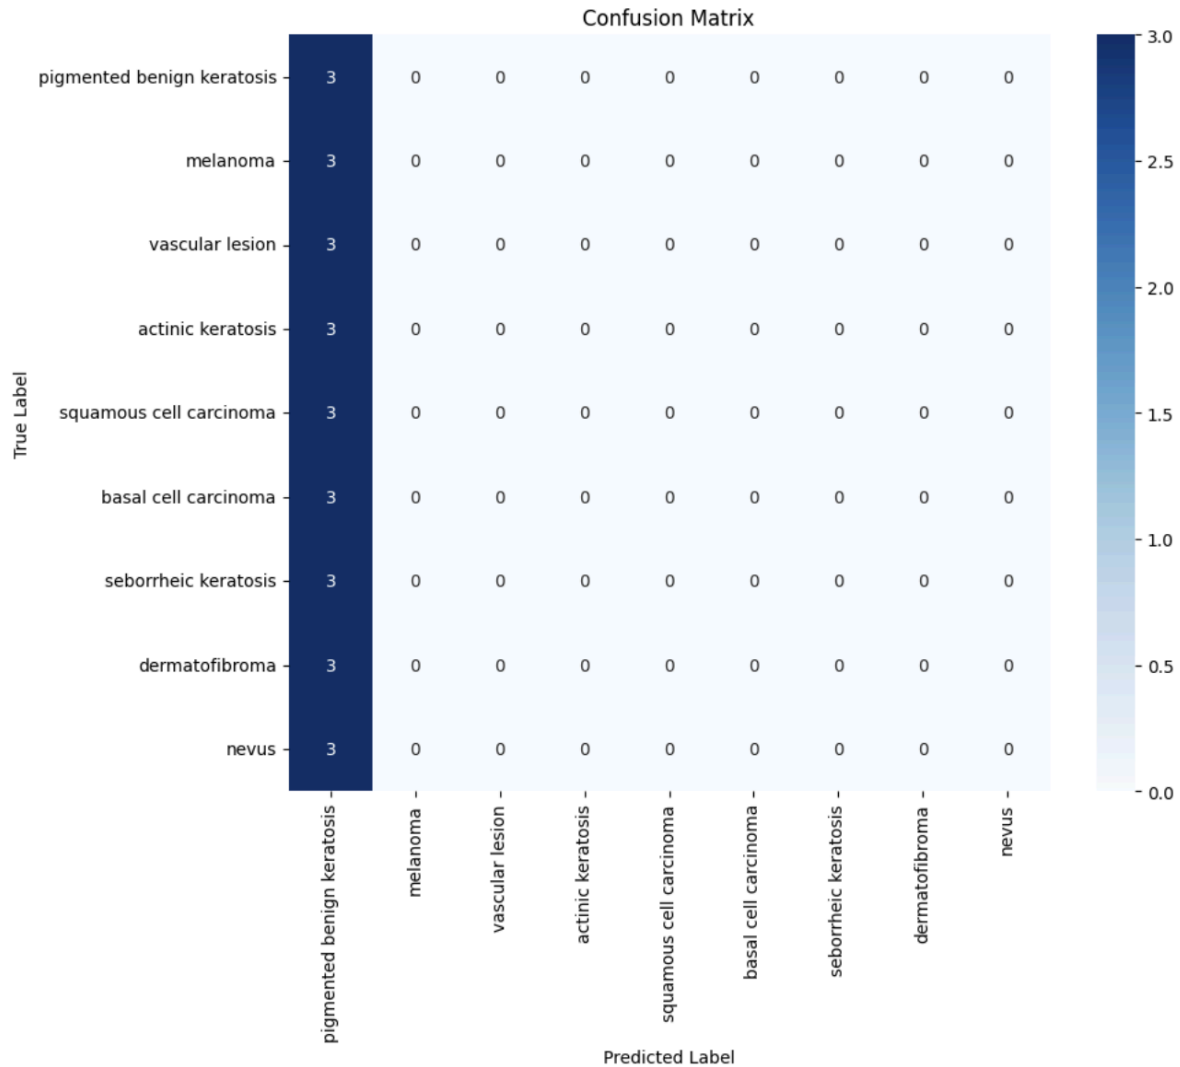 Confusion Matrix
pigmented benign keratosis 3 0 0 0 0 0 0 0 0
melanoma 3 0 0 0 0 0 0 0 0
vascular lesion 3 0 0 0 0 0 0 0 0
actinic keratosis 3 0 0 0 0 0 0 0 0
squamous cell carcinoma 3 0 0 0 0 0 0 0 0
basal cell carcinoma 3 0 0 0 0 0 0 0 0
seborrheic keratosis 3 0 0 0 0 0 0 0 0
dermatofibroma 3 0 0 0 0 0 0 0 0
nevus 3 0 0 0 0 0 0 0 0
True Label
pigmented benign keratosis
melanoma
vascular lesion
actinic keratosis
squamous cell carcinoma
basal cell carcinoma
seborrheic keratosis
dermatofibroma
nevus
Predicted Label
3.0
2.5
2.0
1.5
1.0
0.5
0.0